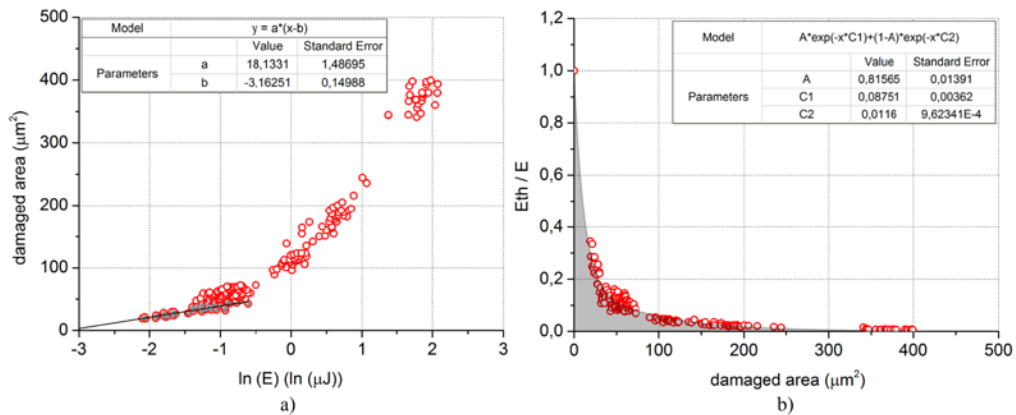 Model y = a*(x-b)
Value Standard Error
Parameters a 18,1331 1,48695
b -3,16251 0,14988
500
400
300
200
100
0
damaged area (μm²)
-3 -2 -1 0 1 2 3
ln (E) (ln (μJ))
a)
Model A*exp(-x*C1)+(1-A)*exp(-x*C2)
Value Standard Error
Parameters A 0,81565 0,01391
C1 0,08751 0,00362
C2 0,0116 9,62341E-4
1,2
1,0
0,8
0,6
0,4
0,2
0,0
Eth / E
0 100 200 300 400 500
damaged area (μm²)
b)